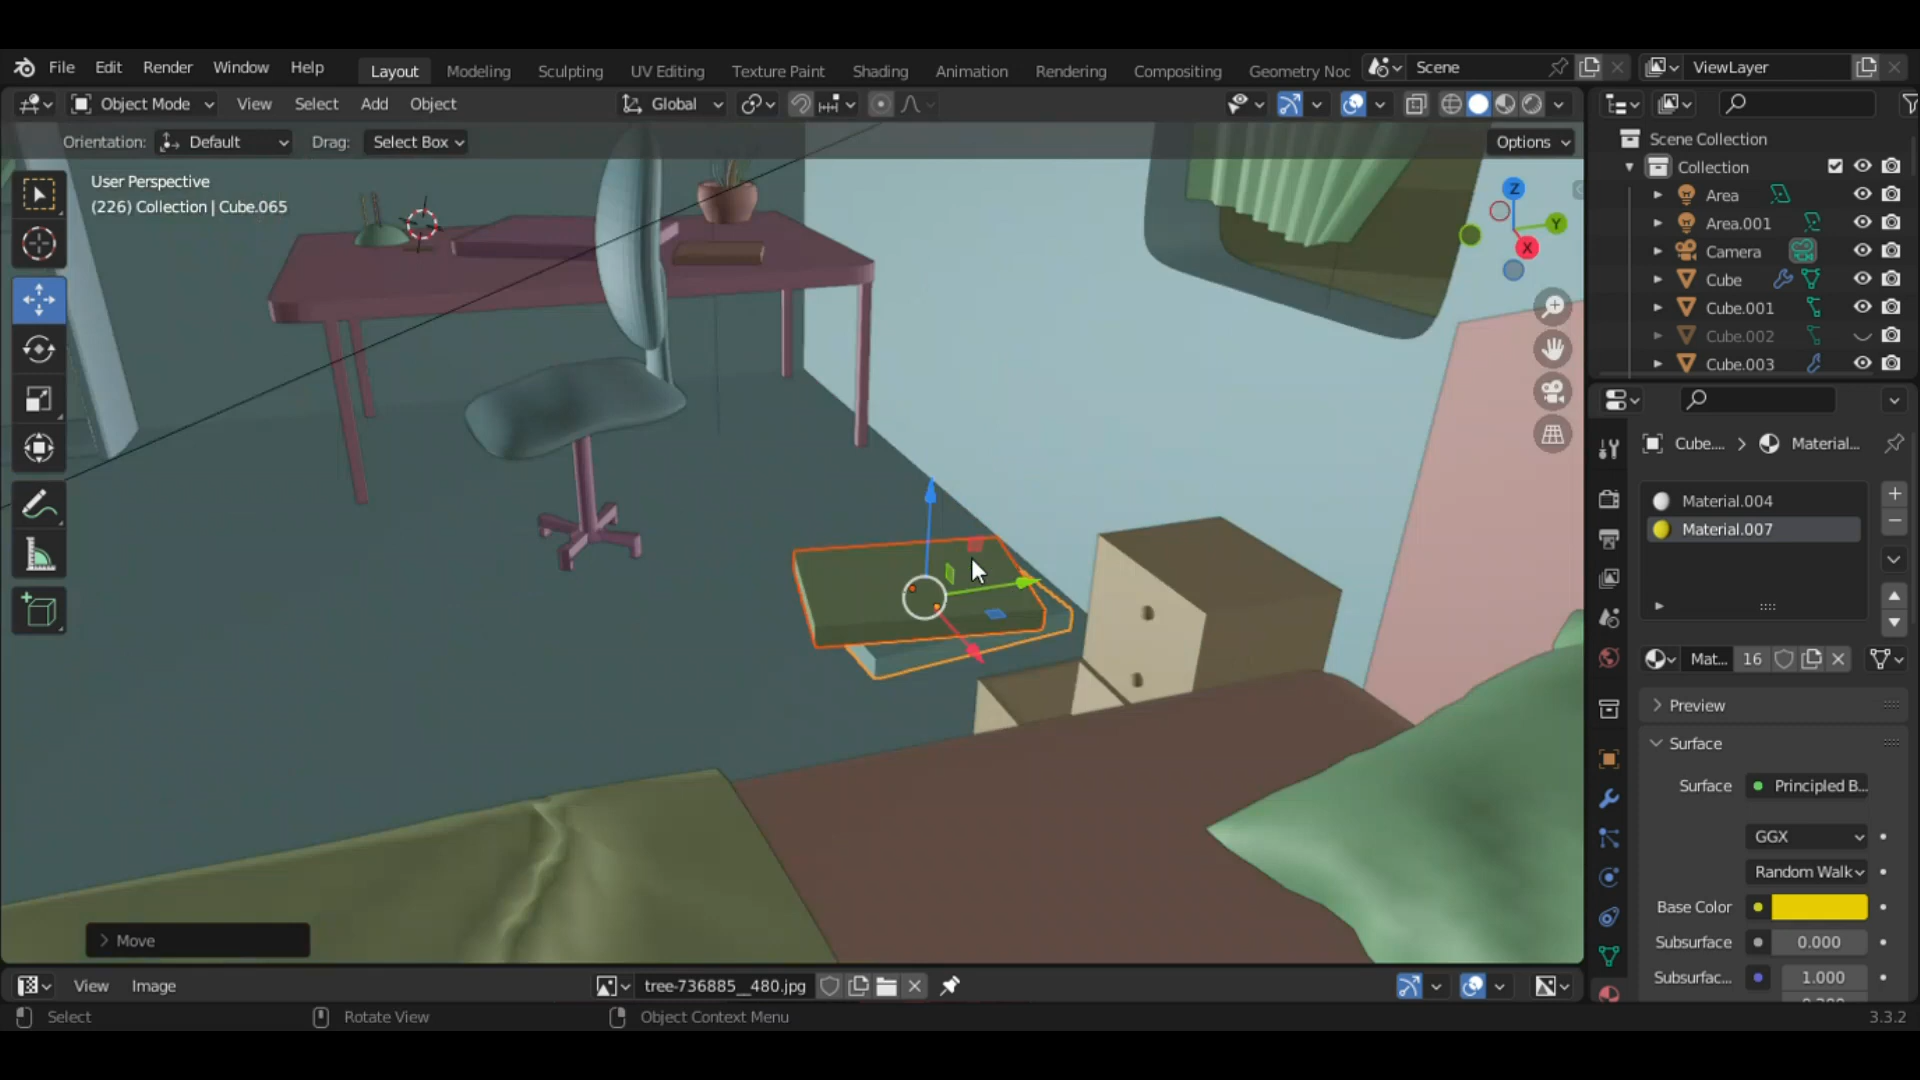 File Edit Render Window Help Layout Modeling Sculpting UV Editing Texture Paint Shading Animation Rendering Compositing Geometry Noc Scene ViewLayer
Object Mode View Select Add Object Global
Orientation: Default Drag: Select Box Options
User Perspective
(226) Collection | Cube.065
Z
Y
X
Scene Collection
Collection
Area
Area.001
Camera
Cube
Cube.001
Cube.002
Cube.003
Cube.... > Material...
Material.004
Material.007
Mat... 16
Preview
Surface
Surface Principled B...
GGX
Random Walk
Base Color
Subsurface 0.000
Subsurfac... 1.000
Move
View Image tree-736885__480.jpg
Select Rotate View Object Context Menu 3.3.2